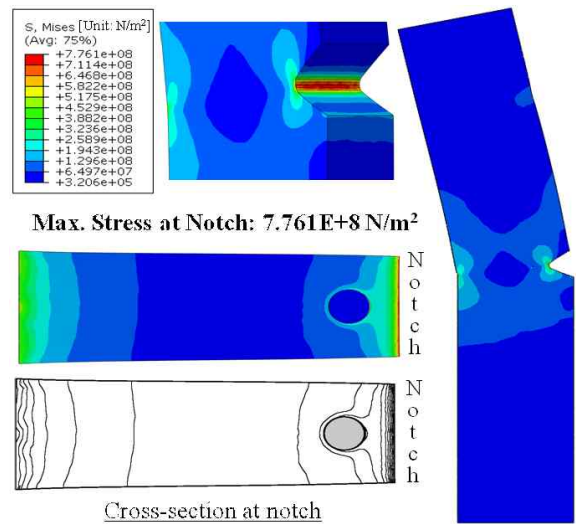 S, Mises [Unit: N/m²]
(Avg: 75%)
+7.761e+08
+7.114e+08
+6.468e+08
+5.822e+08
+5.175e+08
+4.529e+08
+3.882e+08
+3.236e+08
+2.589e+08
+1.943e+08
+1.296e+08
+6.497e+07
+3.206e+05
Max. Stress at Notch: 7.761E+8 N/m²
Notch
Notch
Cross-section at notch